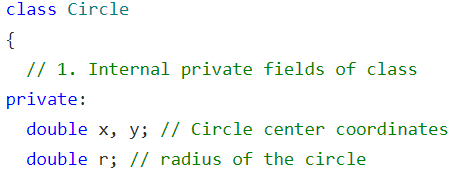 class Circle
{
// 1. Internal private fields of class
private:
double x, y; // Circle center coordinates
double r; // radius of the circle